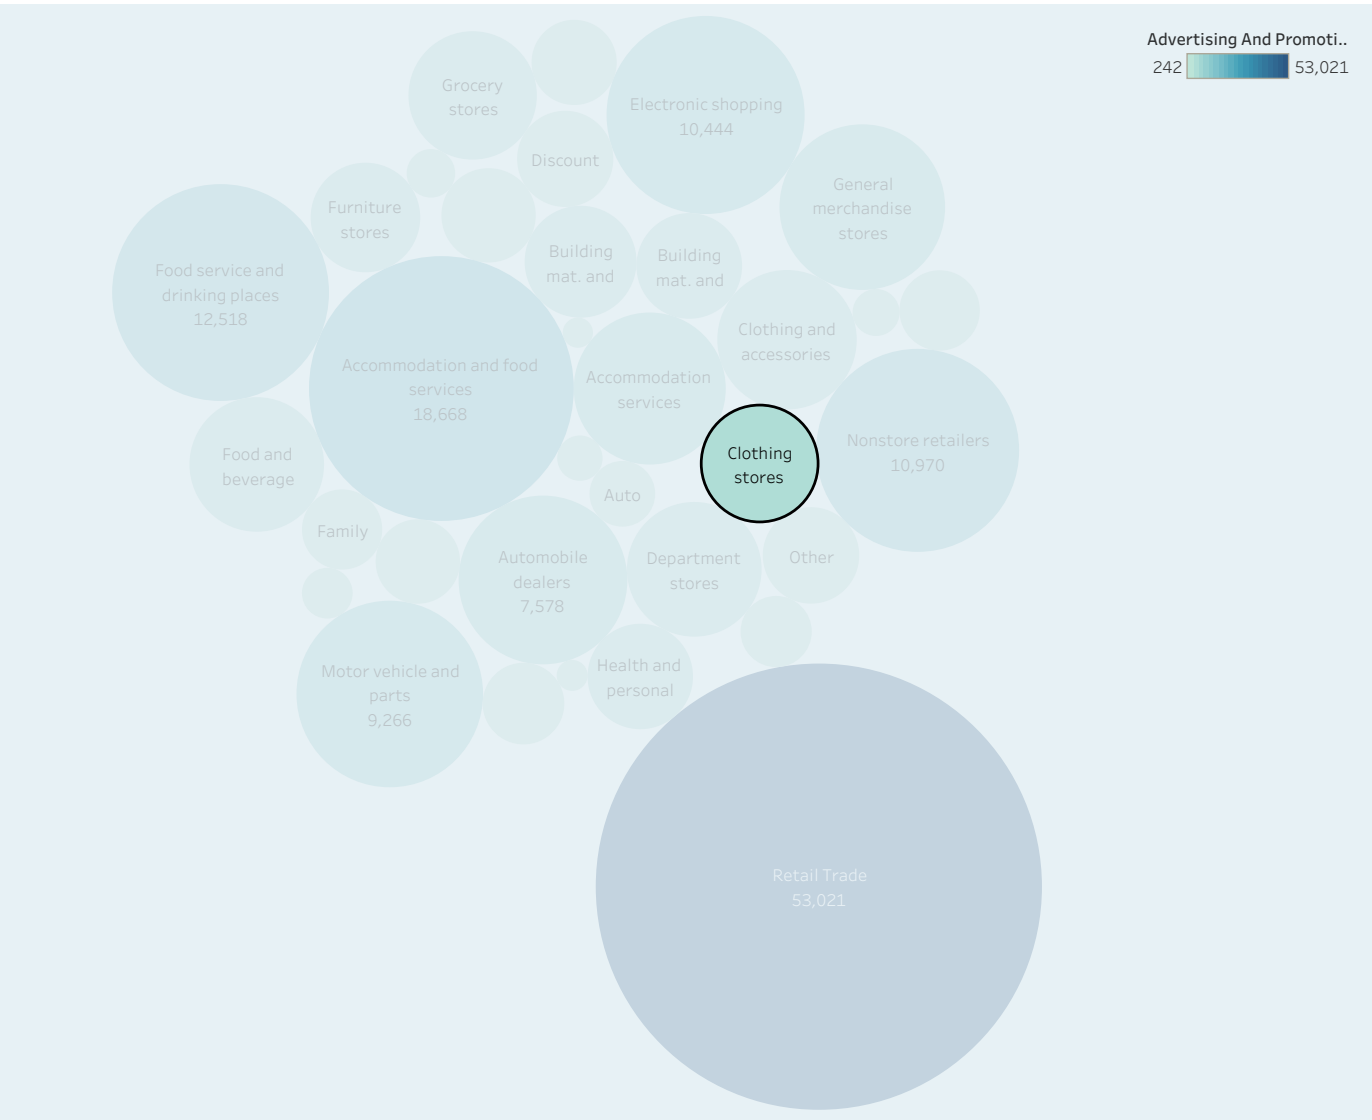 Advertising And Promoti..
242
53,021
Grocery
stores
Electronic shopping
10,444
Discount
General
merchandise
stores
Furniture
stores
Building
mat. and
Building
mat. and
Food service and
drinking places
12,518
Clothing and
accessories
Accommodation and food
services
18,668
Accommodation
services
Clothing
stores
Nonstore retailers
10,970
Food and
beverage
Auto
Family
Automobile
dealers
7,578
Department
stores
Other
Motor vehicle and
parts
9,266
Health and
personal
Retail Trade
53,021